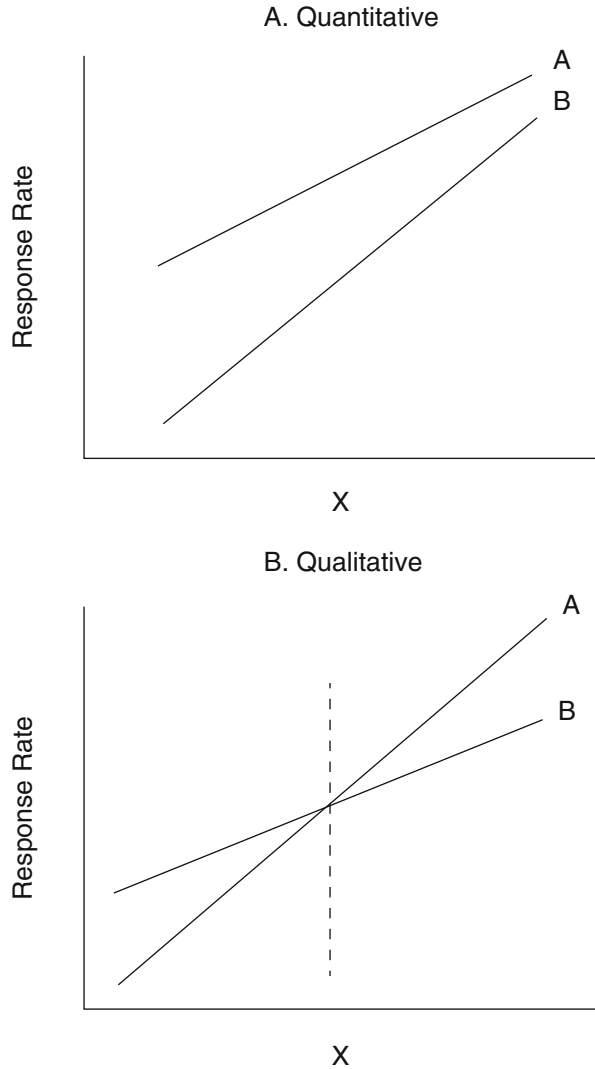 A. Quantitative
A
B
Response Rate
X
B. Qualitative
A
B
Response Rate
X